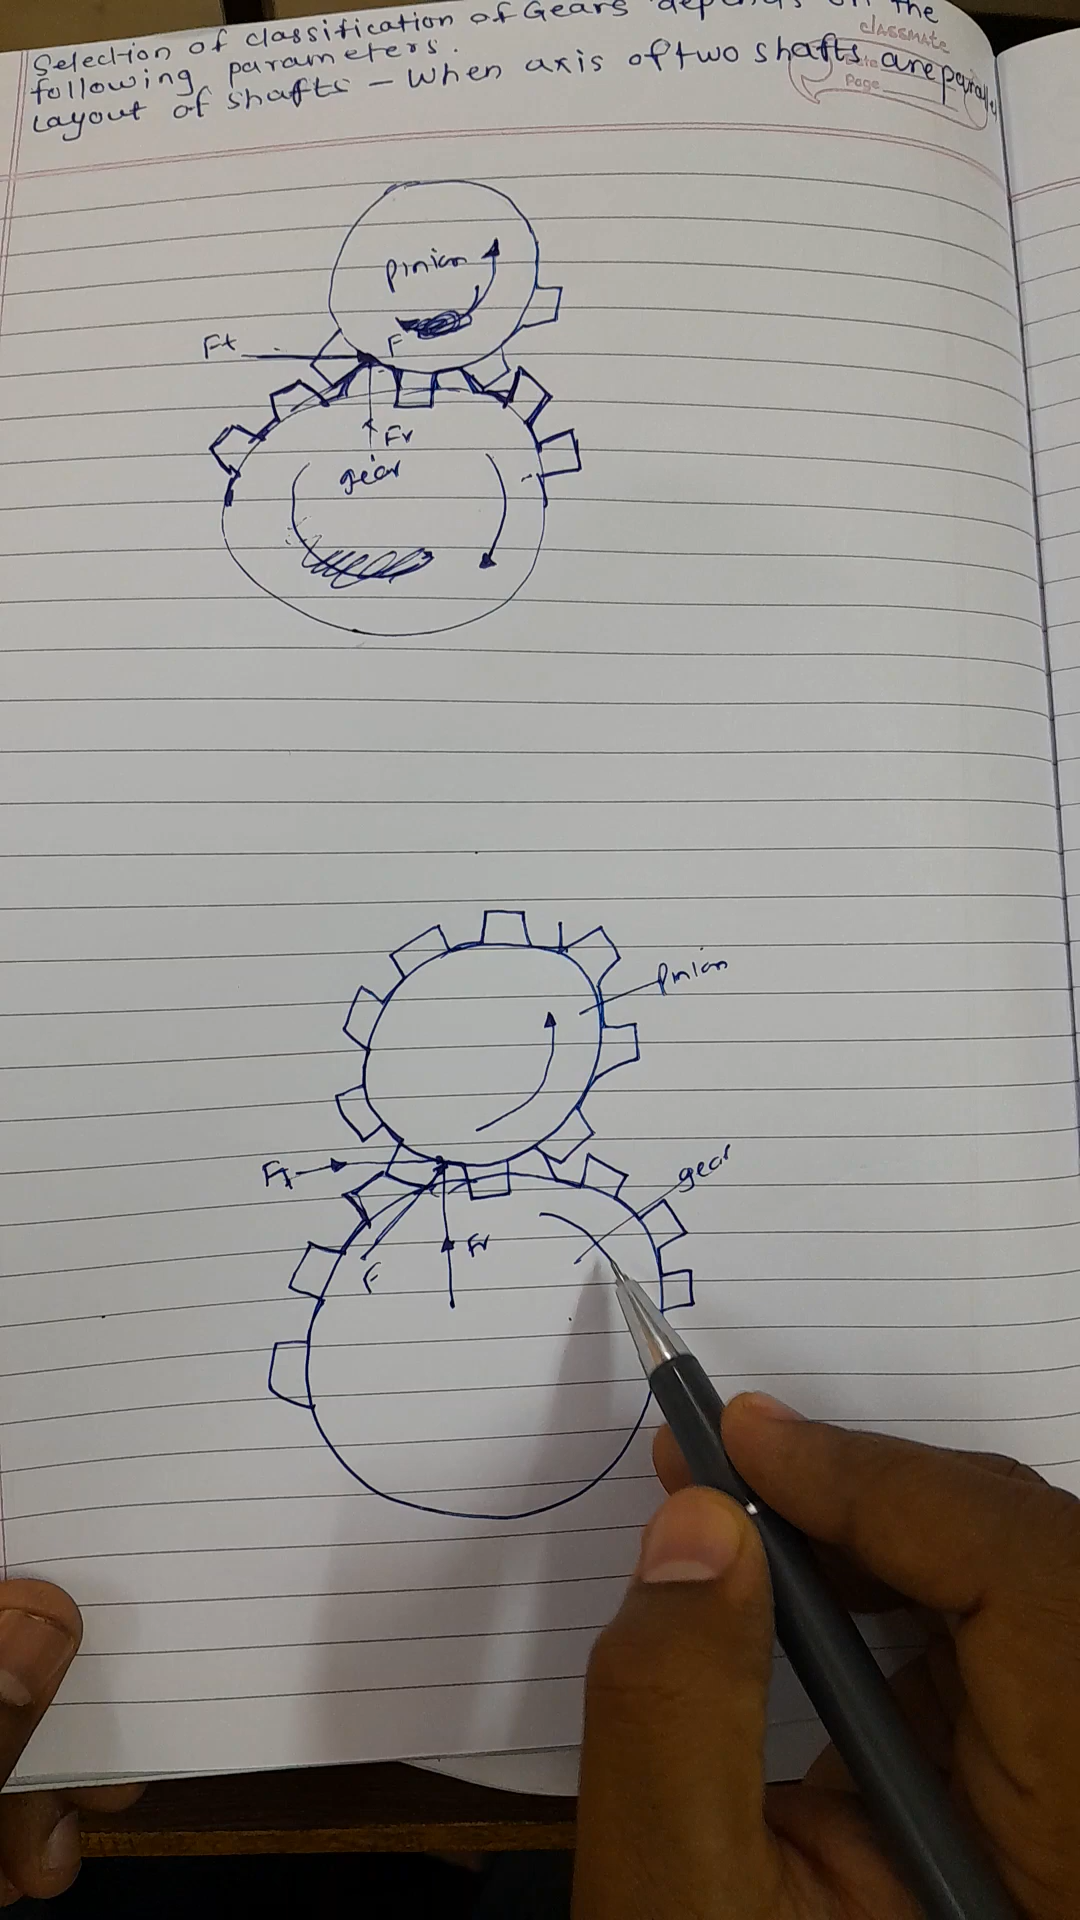 Selection of classification of Gears depends on the
following parameters.
Layout of shafts - When axis of two shafts are parallel
classmate
Date
Page
Pinion
Ft
F
Fr
gear
Pinion
Ft
gear
Fr
F